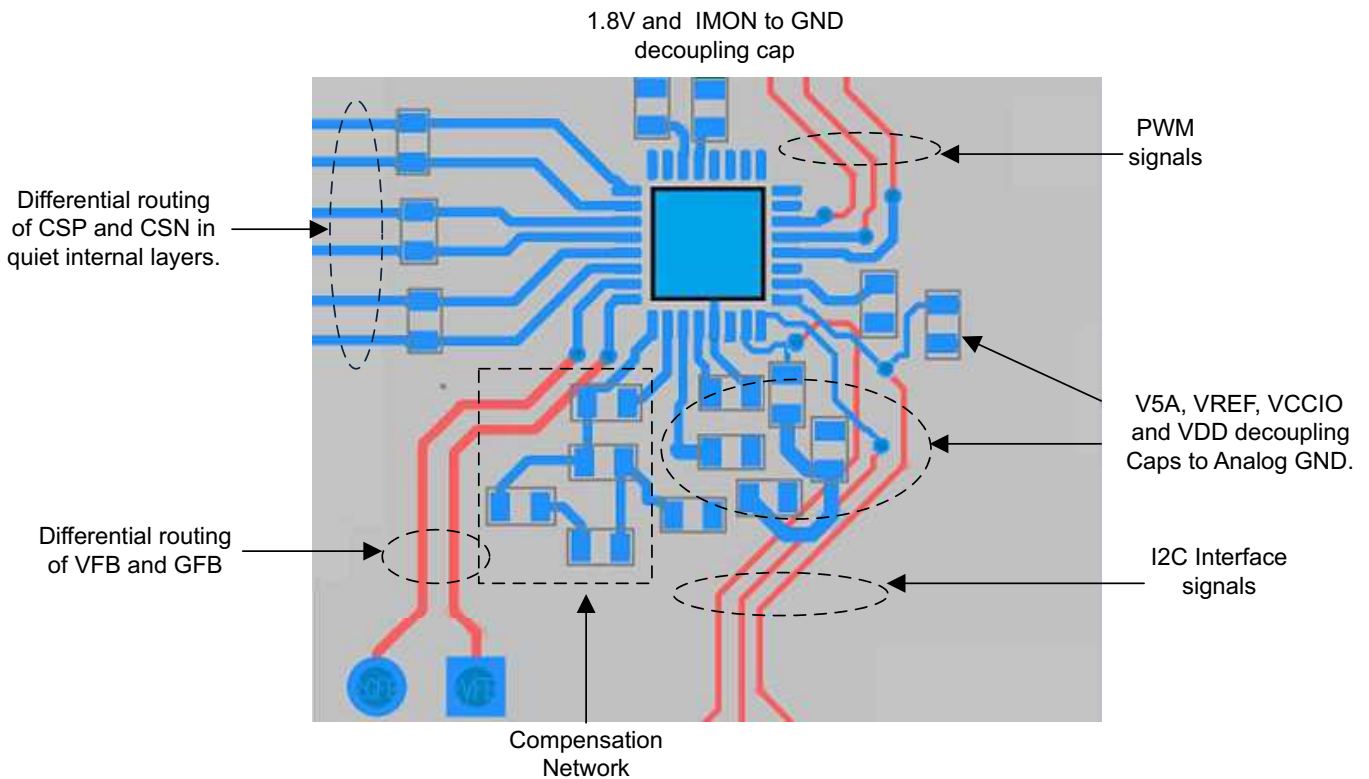 1.8V and IMON to GND
decoupling cap
PWM
signals
Differential routing
of CSP and CSN in
quiet internal layers.
V5A, VREF, VCCIO
and VDD decoupling
Caps to Analog GND.
Differential routing
of VFB and GFB
I2C Interface
signals
Compensation
Network